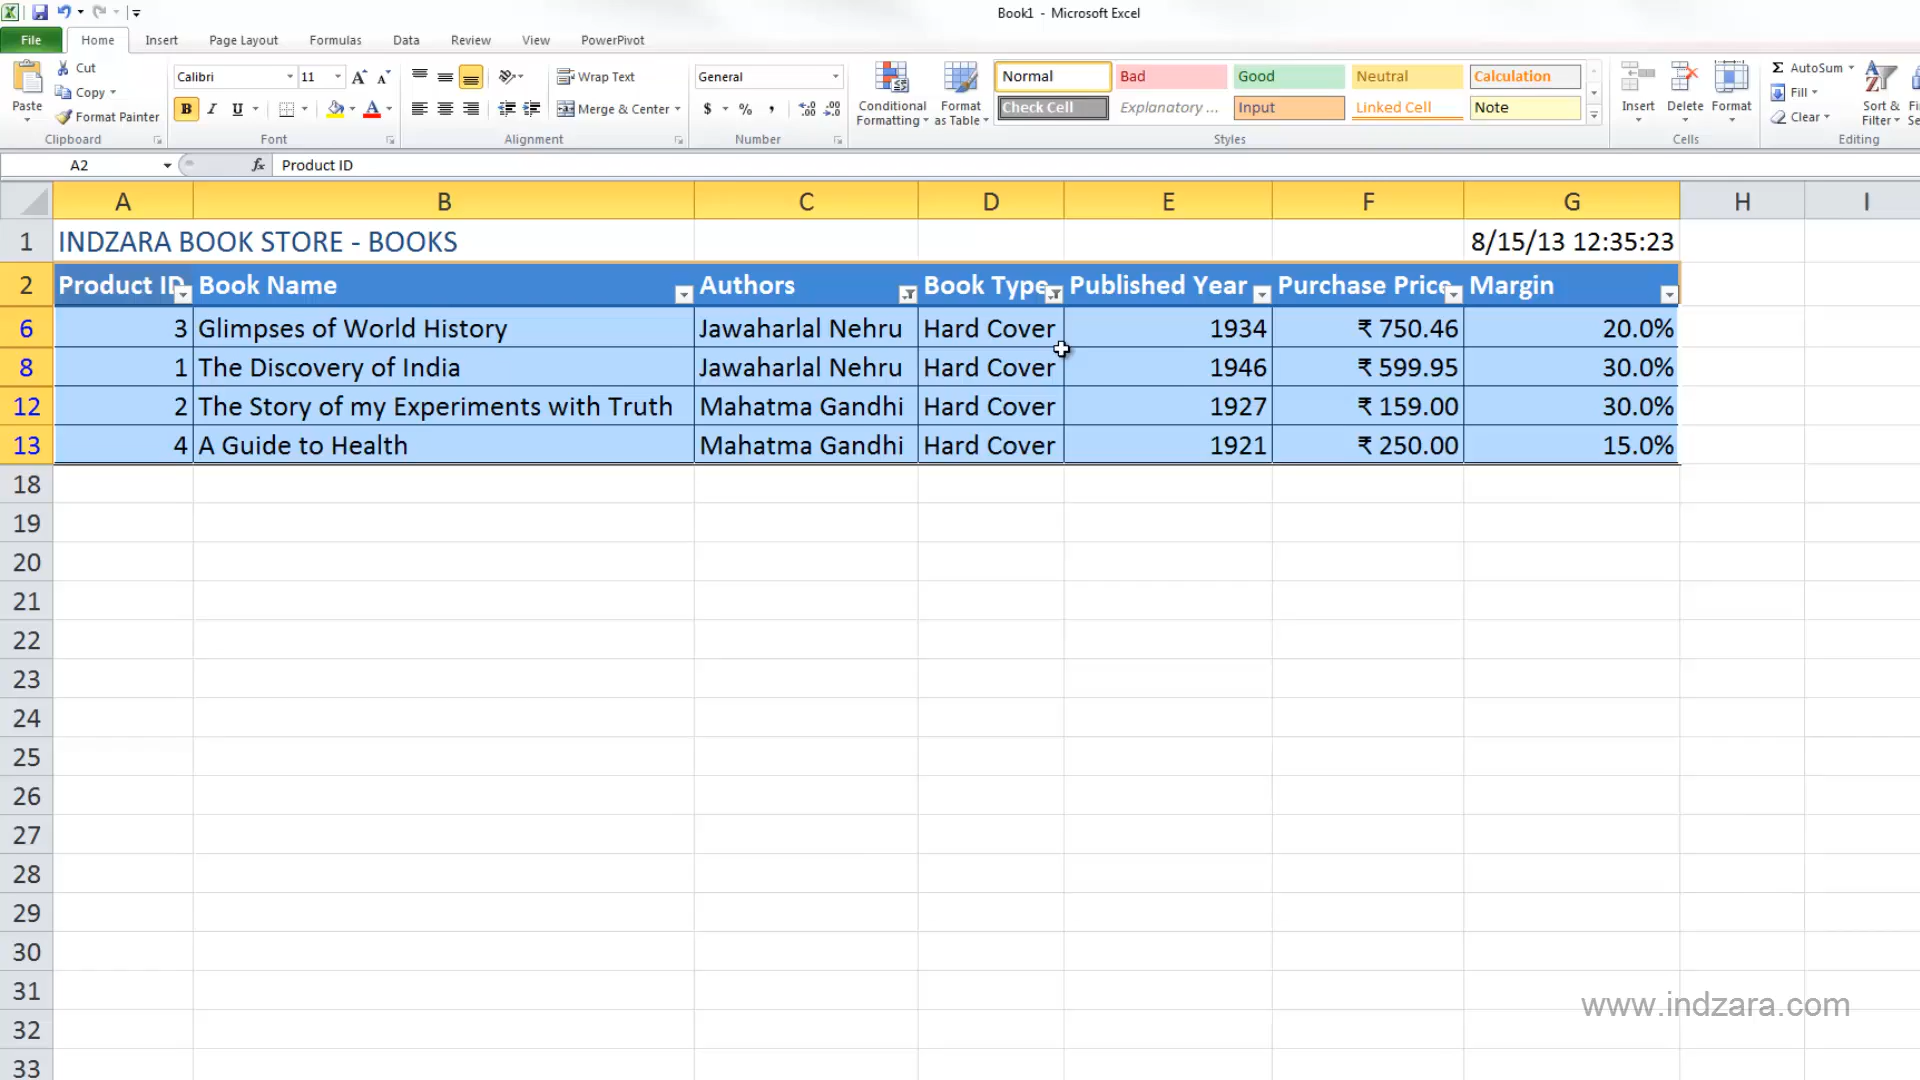 Book1 - Microsoft Excel
File Home Insert Page Layout Formulas Data Review View PowerPivot
Paste
Cut
Copy
Format Painter
Clipboard
Calibri 11
B I U
Font
Wrap Text
Merge & Center
Alignment
General
$ % ,
Number
Conditional Formatting
Format as Table
Normal Bad Good Neutral Calculation
Check Cell Explanatory ... Input Linked Cell Note
Styles
Insert Delete Format
Cells
Σ AutoSum
Fill
Clear
Sort & Filter
Editing
A2 fx Product ID
A B C D E F G H I
1 INDZARA BOOK STORE - BOOKS 8/15/13 12:35:23
2 Product ID Book Name Authors Book Type Published Year Purchase Price Margin
6 3 Glimpses of World History Jawaharlal Nehru Hard Cover 1934 ₹ 750.46 20.0%
8 1 The Discovery of India Jawaharlal Nehru Hard Cover 1946 ₹ 599.95 30.0%
12 2 The Story of my Experiments with Truth Mahatma Gandhi Hard Cover 1927 ₹ 159.00 30.0%
13 4 A Guide to Health Mahatma Gandhi Hard Cover 1921 ₹ 250.00 15.0%
18
19
20
21
22
23
24
25
26
27
28
29
30
31
32
33
www.indzara.com